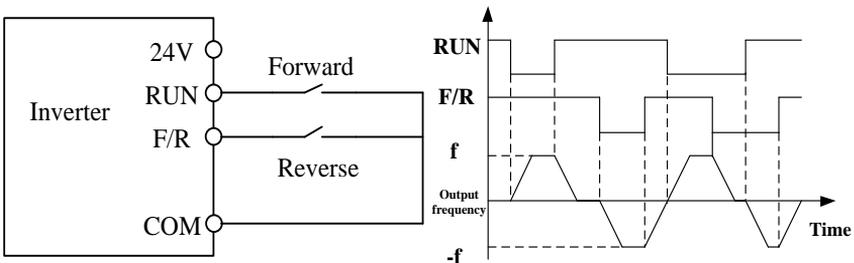 24V
Forward
RUN
Inverter
F/R
Reverse
COM
RUN
F/R
f
Output
frequency
Time
-f